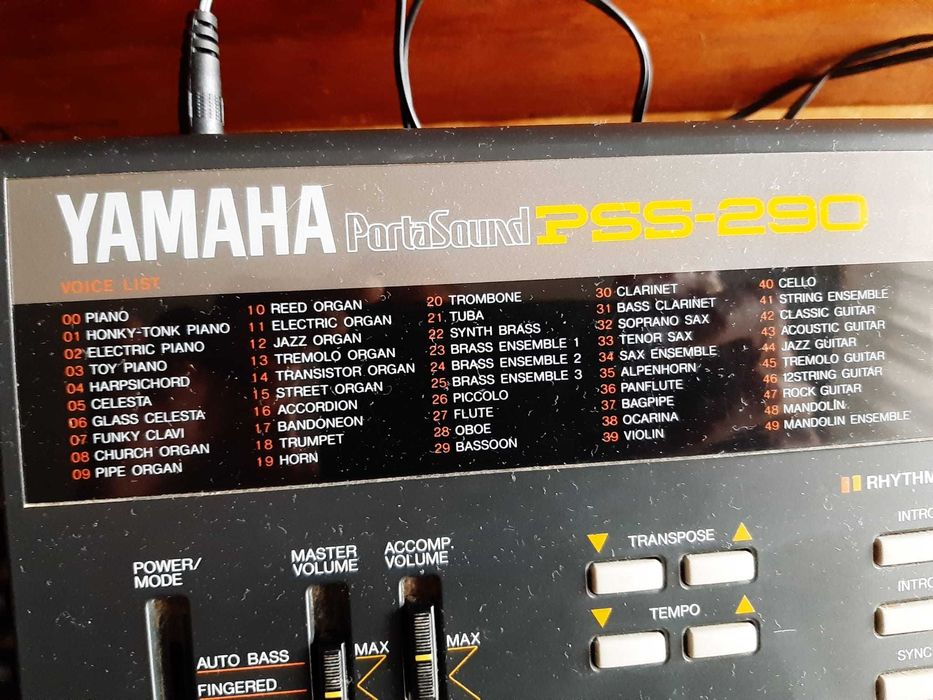 YAMAHA PortaSound PSS-290
VOICE LIST
00 PIANO
01 HONKY-TONK PIANO
02 ELECTRIC PIANO
03 TOY PIANO
04 HARPSICHORD
05 CELESTA
06 GLASS CELESTA
07 FUNKY CLAVI
08 CHURCH ORGAN
09 PIPE ORGAN
10 REED ORGAN
11 ELECTRIC ORGAN
12 JAZZ ORGAN
13 TREMOLO ORGAN
14 TRANSISTOR ORGAN
15 STREET ORGAN
16 ACCORDION
17 BANDONEON
18 TRUMPET
19 HORN
20 TROMBONE
21 TUBA
22 SYNTH BRASS
23 BRASS ENSEMBLE 1
24 BRASS ENSEMBLE 2
25 BRASS ENSEMBLE 3
26 PICCOLO
27 FLUTE
28 OBOE
29 BASSOON
30 CLARINET
31 BASS CLARINET
32 SOPRANO SAX
33 TENOR SAX
34 SAX ENSEMBLE
35 ALPENHORN
36 PANFLUTE
37 BAGPIPE
38 OCARINA
39 VIOLIN
40 CELLO
41 STRING ENSEMBLE
42 CLASSIC GUITAR
43 ACOUSTIC GUITAR
44 JAZZ GUITAR
45 TREMOLO GUITAR
46 12STRING GUITAR
47 ROCK GUITAR
48 MANDOLIN
49 MANDOLIN ENSEMBLE
RHYTHM
INTRO
INTRO
SYNC
TRANSPOSE
TEMPO
POWER/
MODE
MASTER
VOLUME
ACCOMP.
VOLUME
MAX
MAX
AUTO BASS
FINGERED